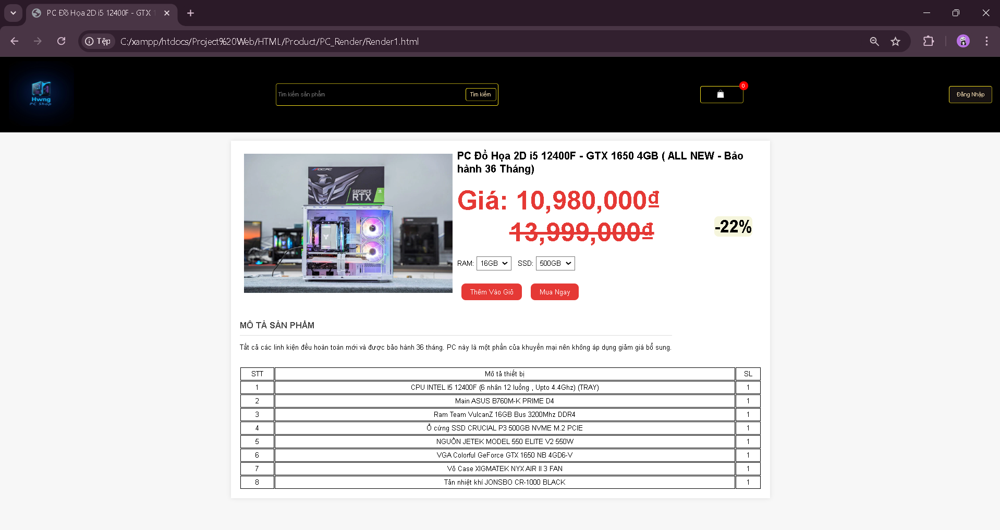 PC Đồ Họa 2D i5 12400F - GTX 1
Tệp
C:/xampp/htdocs/Project%20Web/HTML/Product/PC_Render/Render1.html
Hwng
PC Shop
Tìm kiếm sản phẩm
Tìm kiếm
0
Đăng Nhập
OCPC
GEFORCE
RTX
PC Đồ Họa 2D i5 12400F - GTX 1650 4GB ( ALL NEW - Bảo
hành 36 Tháng)
Giá: 10,980,000₫
13,999,000₫
-22%
RAM: 16GB SSD: 500GB
Thêm Vào Giỏ
Mua Ngay
MÔ TẢ SẢN PHẨM
Tất cả các linh kiện đều hoàn toàn mới và được bảo hành 36 tháng. PC này là một phần của khuyến mại nên không áp dụng giảm giá bổ sung.
STT Mô tả thiết bị SL
1 CPU INTEL I5 12400F (6 nhân 12 luồng , Upto 4.4Ghz) (TRAY) 1
2 Main ASUS B760M-K PRIME D4 1
3 Ram Team VulcanZ 16GB Bus 3200Mhz DDR4 1
4 Ổ cứng SSD CRUCIAL P3 500GB NVME M.2 PCIE 1
5 NGUỒN JETEK MODEL 550 ELITE V2 550W 1
6 VGA Colorful GeForce GTX 1650 NB 4GD6-V 1
7 Vỏ Case XIGMATEK NYX AIR II 3 FAN 1
8 Tản nhiệt khí JONSBO CR-1000 BLACK 1